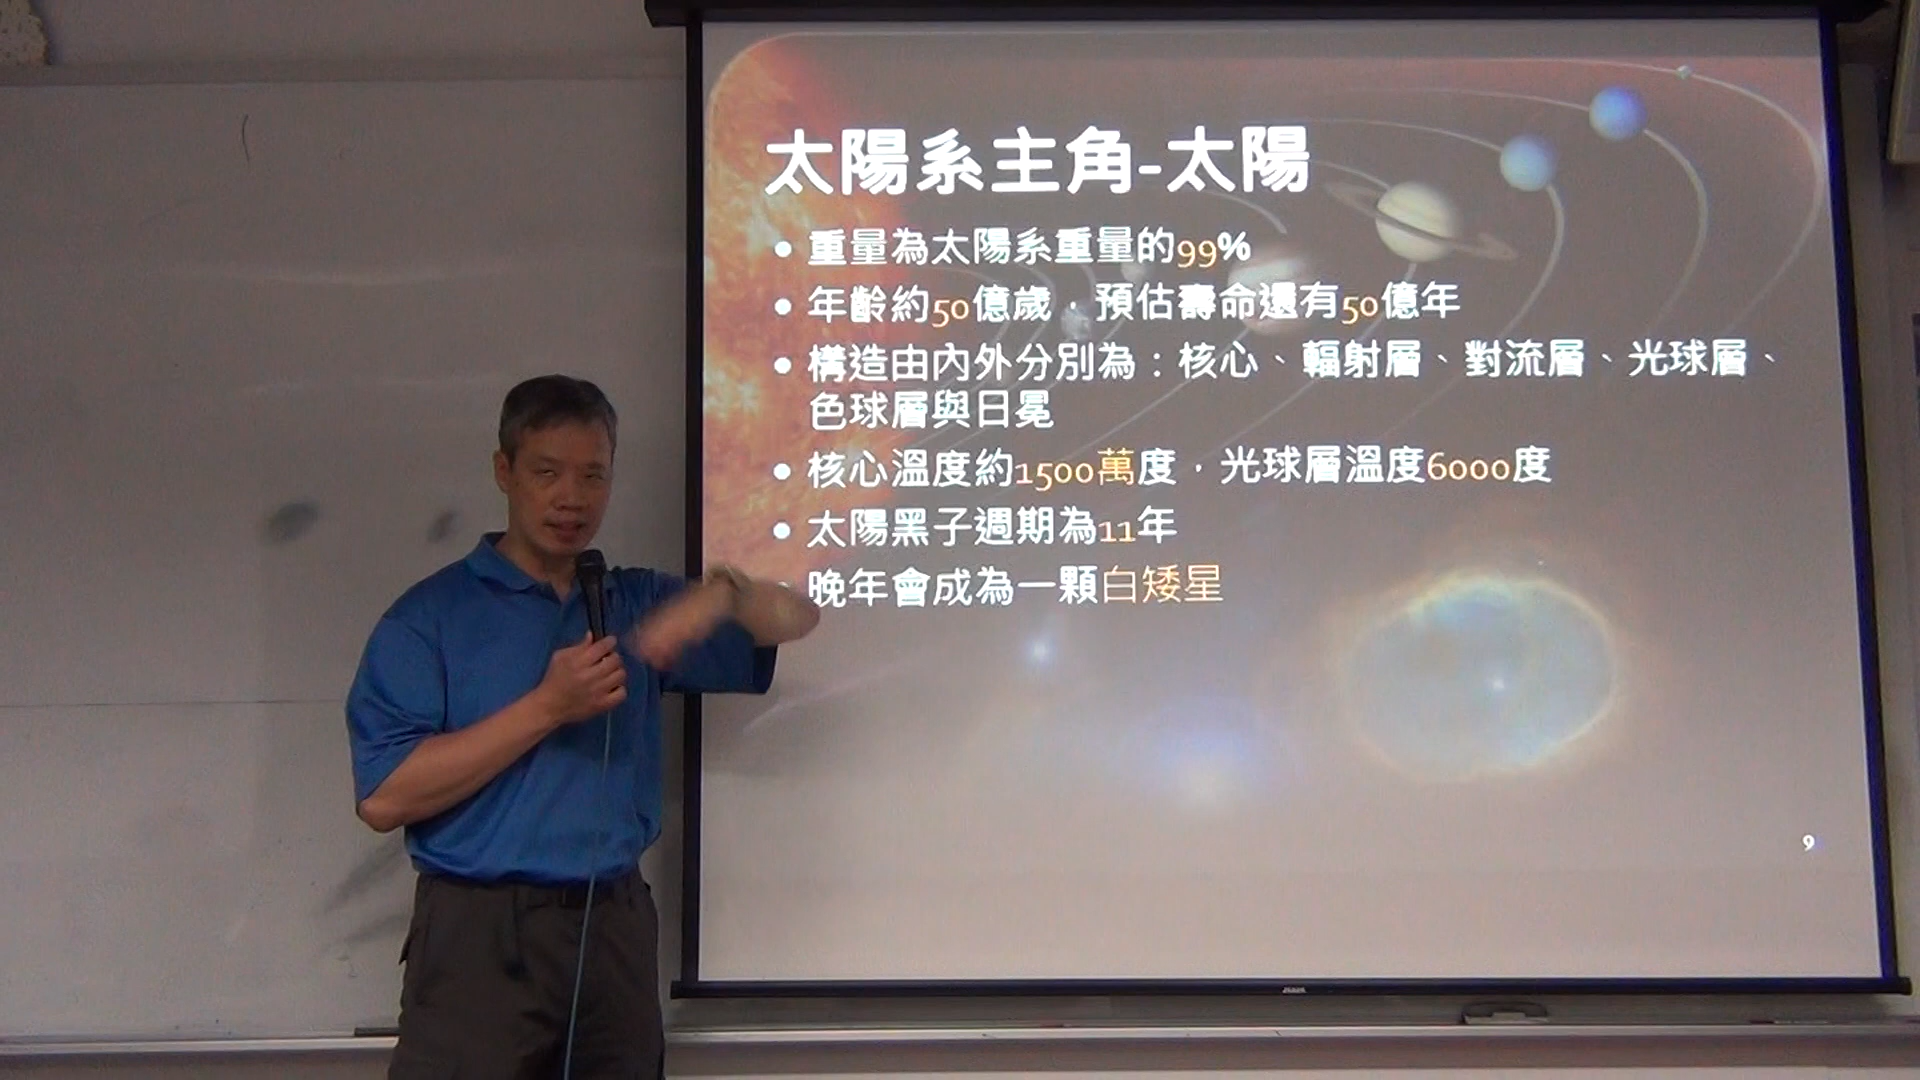 太陽系主角-太陽
• 重量為太陽系重量的99%
• 年齡約50億歲，預估壽命還有50億年
• 構造由內外分別為：核心、輻射層、對流層、光球層、
色球層與日冕
• 核心溫度約1500萬度，光球層溫度6000度
• 太陽黑子週期為11年
• 晚年會成為一顆白矮星
9